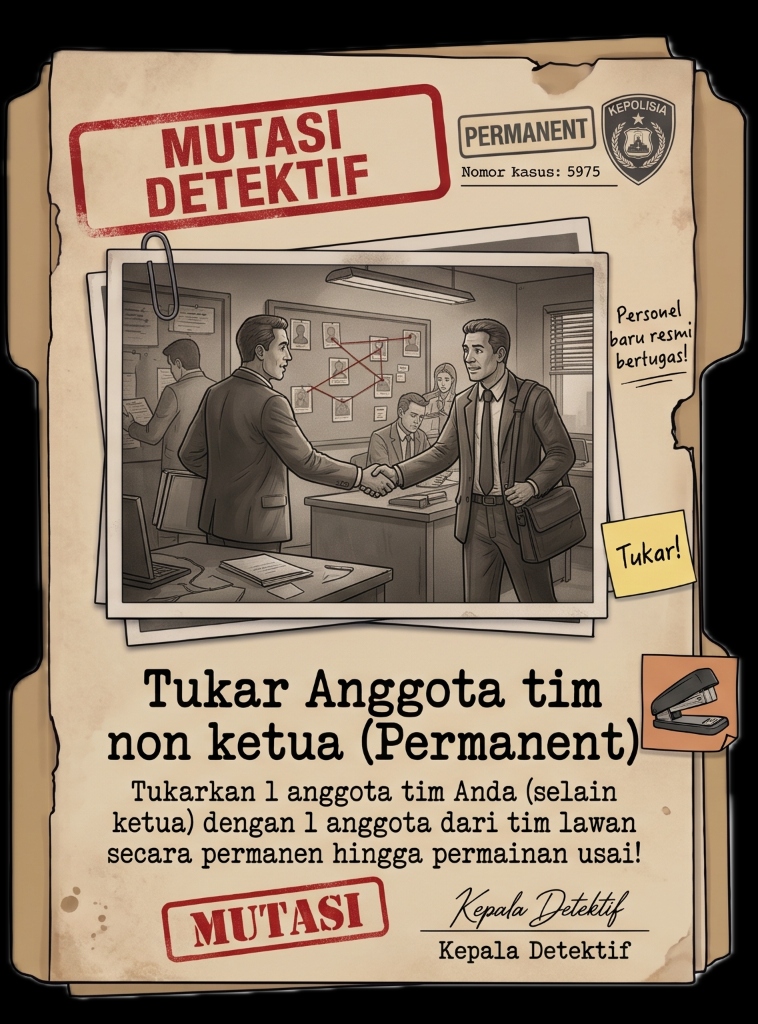 MUTASI
DETEKTIF
PERMANENT
KEPOLISIA
Nomor kasus: 5975
Personel
baru resmi
bertugas!
Tukar!
Tukar Anggota tim
non ketua (Permanent)
Tukarkan 1 anggota tim Anda (selain
ketua) dengan 1 anggota dari tim lawan
secara permanen hingga permainan usai!
MUTASI
Kepala Detektif
Kepala Detektif